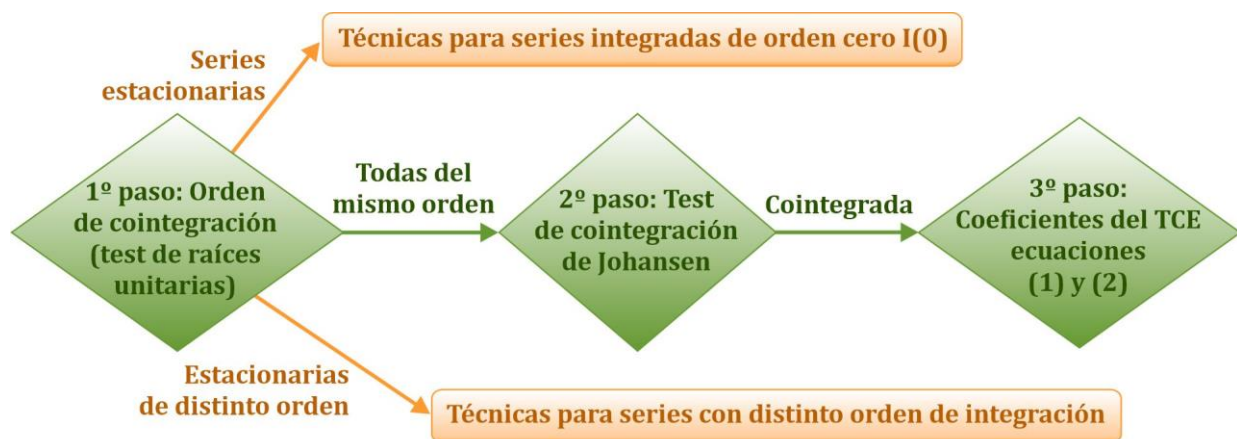 Técnicas para series integradas de orden cero I(0)
Series
estacionarias
1º paso: Orden
de cointegración
(test de raíces
unitarias)
Todas del
mismo orden
2º paso: Test
de cointegración
de Johansen
Cointegrada
3º paso:
Coeficientes del TCE
ecuaciones
(1) y (2)
Estacionarias
de distinto orden
Técnicas para series con distinto orden de integración